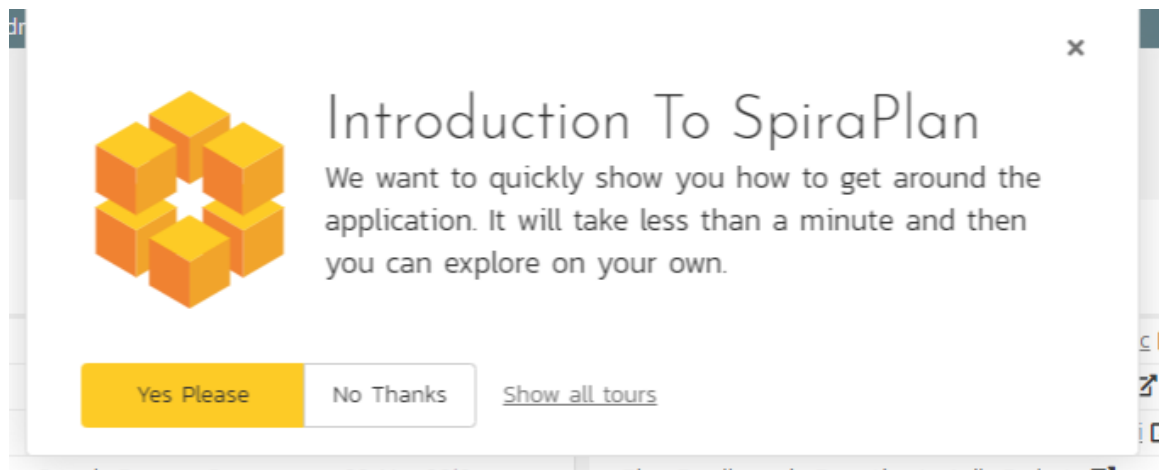 Introduction To SpiraPlan
We want to quickly show you how to get around the
application. It will take less than a minute and then
you can explore on your own.
Yes Please No Thanks Show all tours